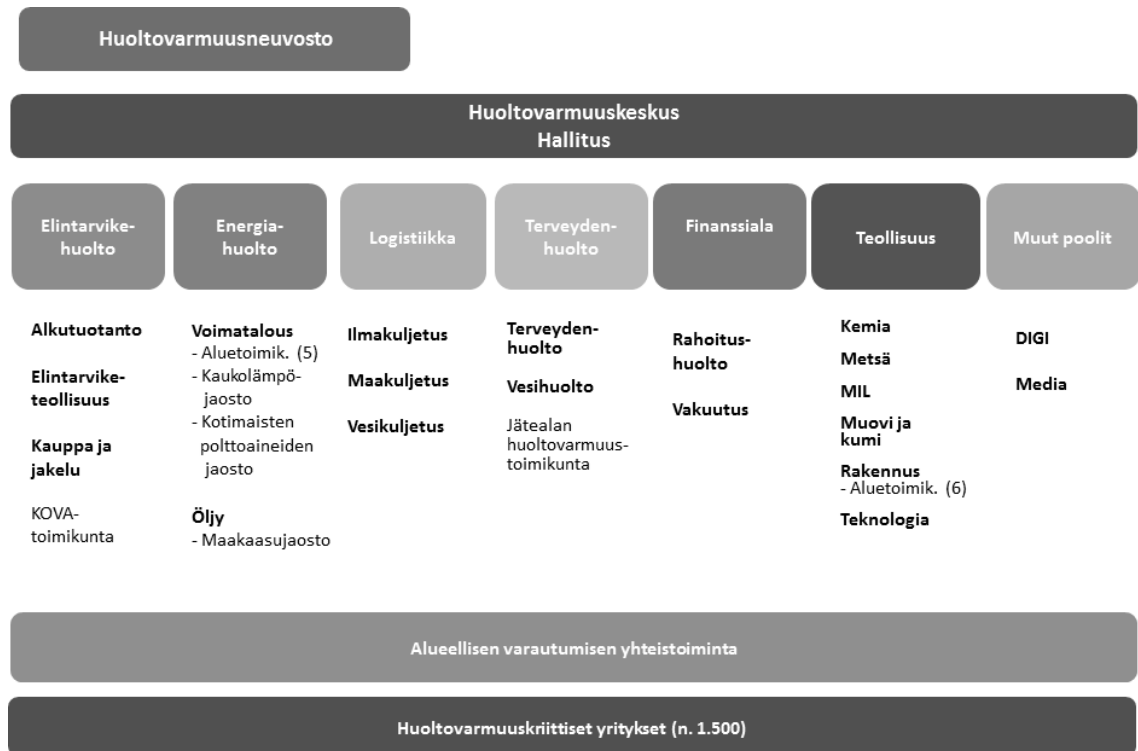 Huoltovarmuusneuvosto
Huoltovarmuuskeskus
Hallitus
Elintarvike-
huolto
Energia-
huolto
Logistiikka
Terveyden-
huolto
Finanssiala
Teollisuus
Muut poolit
Alkutuotanto
Elintarvike-
teollisuus
Kauppa ja
jakelu
KOVA-
toimikunta
Voimatalous
- Aluetoimik. (5)
- Kaukolämpö-
jaosto
- Kotimaisten
polttoaineiden
jaosto
Öljy
- Maakaasujaosto
Ilmakuljetus
Maakuljetus
Vesikuljetus
Terveyden-
huolto
Vesihuolto
Jätealan
huoltovarmuus-
toimikunta
Rahoitus-
huolto
Vakuutus
Kemia
Metsä
MIL
Muovi ja
kumi
Rakennus
- Aluetoimik. (6)
Teknologia
DIGI
Media
Alueellisen varautumisen yhteistoiminta
Huoltovarmuuskriittiset yritykset (n. 1.500)